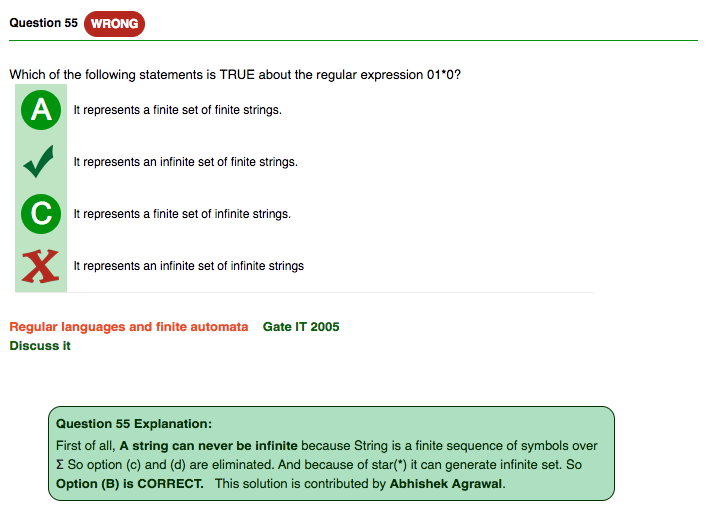 Question 55 WRONG
Which of the following statements is TRUE about the regular expression 01*0?
A It represents a finite set of finite strings.
It represents an infinite set of finite strings.
C It represents a finite set of infinite strings.
X It represents an infinite set of infinite strings
Regular languages and finite automata Gate IT 2005
Discuss it
Question 55 Explanation:
First of all, A string can never be infinite because String is a finite sequence of symbols over
Σ So option (c) and (d) are eliminated. And because of star(*) it can generate infinite set. So
Option (B) is CORRECT. This solution is contributed by Abhishek Agrawal.